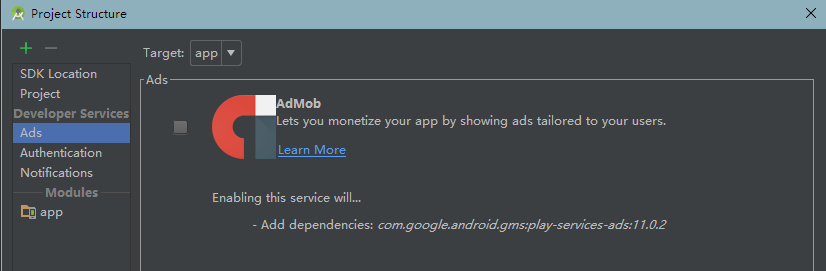 Project Structure
Target: app
SDK Location
Project
Developer Services
Ads
Authentication
Notifications
Modules
app
Ads
AdMob
Lets you monetize your app by showing ads tailored to your users.
Learn More
Enabling this service will...
- Add dependencies: com.google.android.gms:play-services-ads:11.0.2